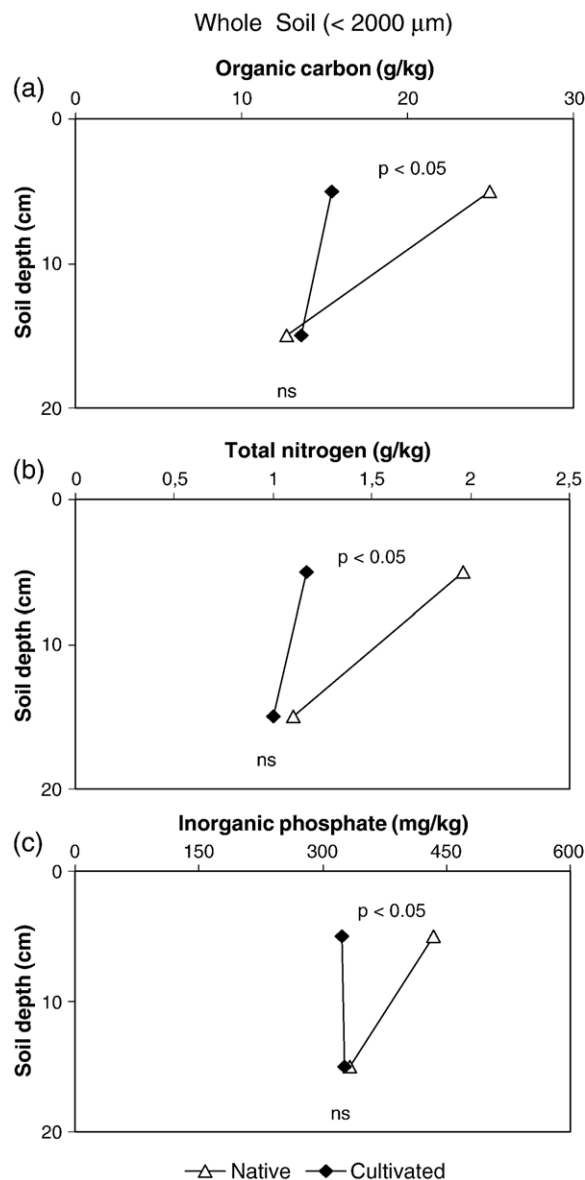 Whole Soil (< 2000 μm)
(a)
Organic carbon (g/kg)
0 10 20 30
Soil depth (cm)
0
10
20
p < 0.05
ns
(b)
Total nitrogen (g/kg)
0 0,5 1 1,5 2 2,5
Soil depth (cm)
0
10
20
p < 0.05
ns
(c)
Inorganic phosphate (mg/kg)
0 150 300 450 600
Soil depth (cm)
0
10
20
p < 0.05
ns
Native Cultivated